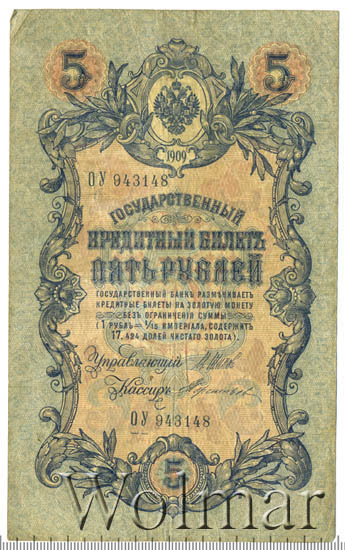 5 5
1909
ОУ 943148
ГОСУДАРСТВЕННЫЙ
КРЕДИТНЫЙ БИЛЕТЪ
ПЯТЬ РУБЛЕЙ
ГОСУДАРСТВЕННЫЙ БАНКЪ РАЗМѢНИВАЕТЪ
КРЕДИТНЫЕ БИЛЕТЫ НА ЗОЛОТУЮ МОНЕТУ
БЕЗЪ ОГРАНИЧЕНІЯ СУММЫ
(1 РУБЛЬ = 1/15 ИМПЕРІАЛА, СОДЕРЖИТЪ
17,424 ДОЛЕЙ ЧИСТАГО ЗОЛОТА).
Управляющій
Кассиръ
ОУ 943148
5
Wolmar